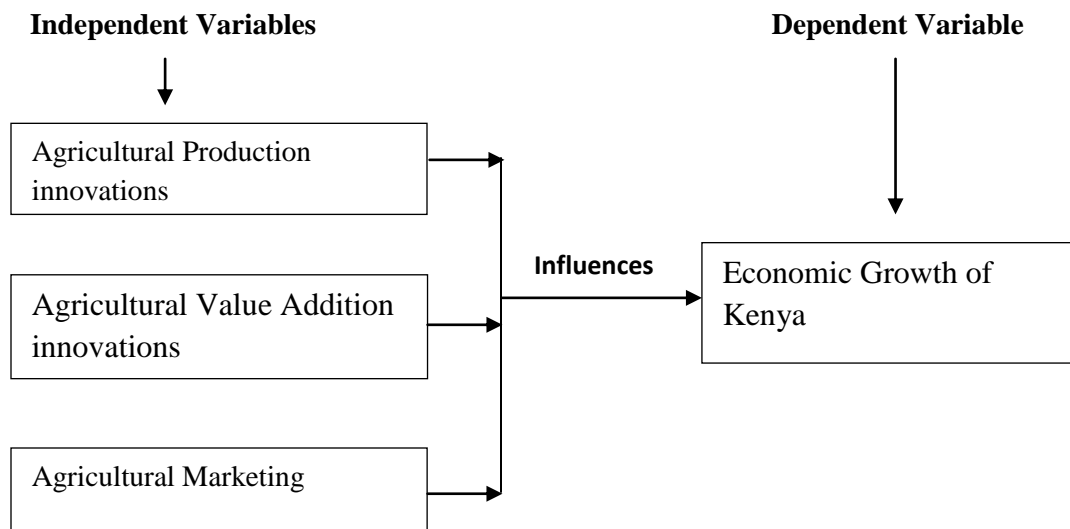 Independent Variables
Dependent Variable
Agricultural Production
innovations
Agricultural Value Addition
innovations
Agricultural Marketing
Influences
Economic Growth of
Kenya